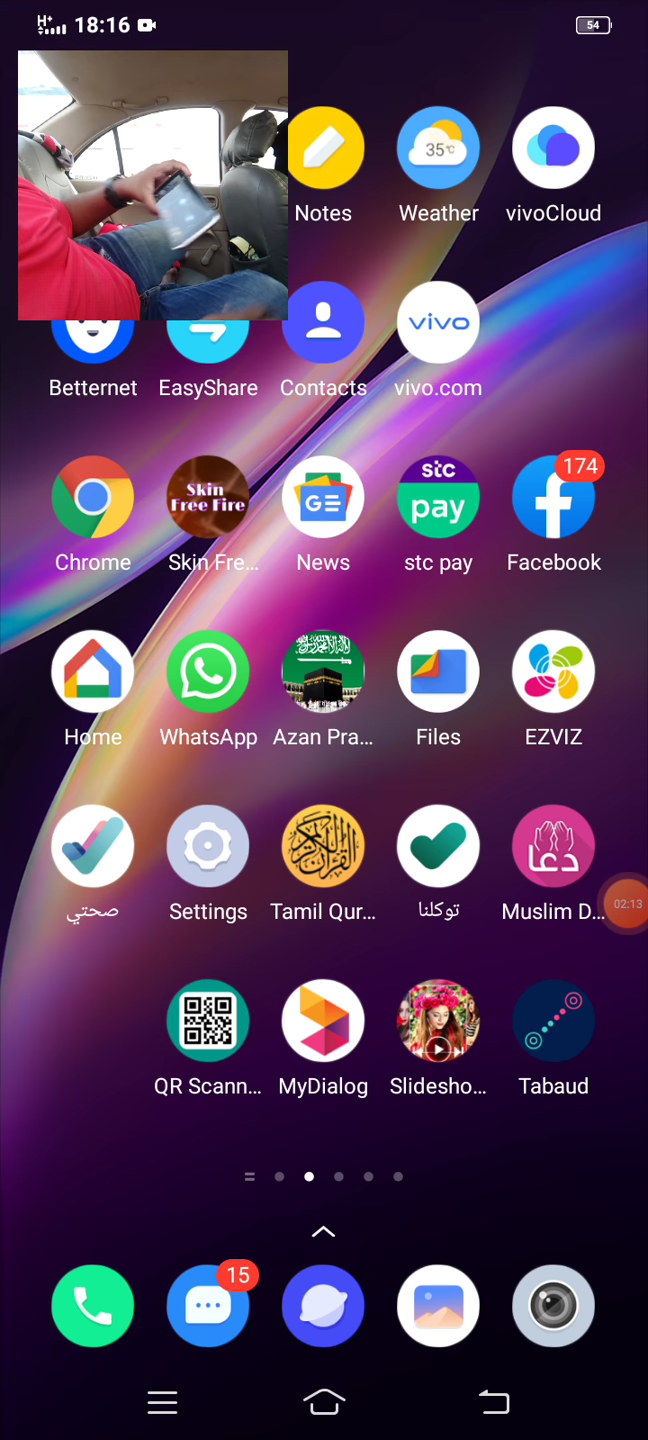 H+ 18:16 54
35°C
Notes Weather vivoCloud
vivo
Betternet EasyShare Contacts vivo.com
Skin Free Fire GE stc pay 174
Chrome Skin Fre... News stc pay Facebook
Home WhatsApp Azan Pra... Files EZVIZ
دعا
صحتي Settings Tamil Qur... توكلنا Muslim D...
02:13
QR Scann... MyDialog Slidesho... Tabaud
15